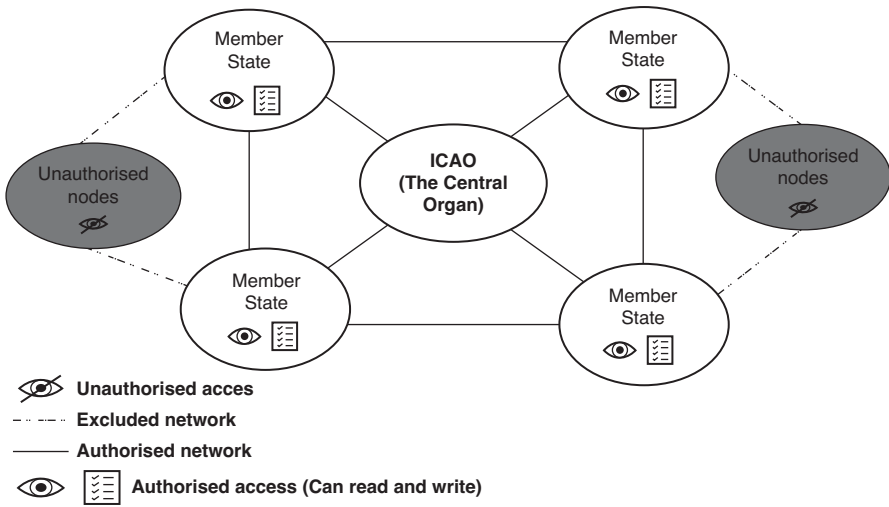 Member
State
Member
State
Unauthorised
nodes
ICAO
(The Central
Organ)
Unauthorised
nodes
Member
State
Member
State
Unauthorised acces
Excluded network
Authorised network
Authorised access (Can read and write)